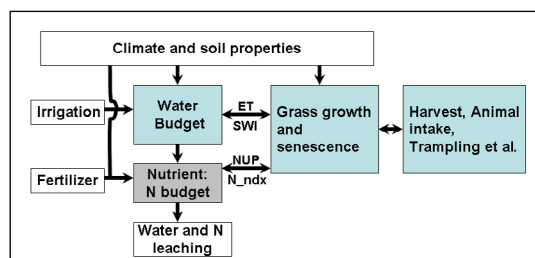 Climate and soil properties
Irrigation
Water
Budget
ET
SWI
Grass growth
and
senescence
Harvest, Animal
intake,
Trampling et al.
Fertilizer
Nutrient:
N budget
NUP
N_ndx
Water and N
leaching